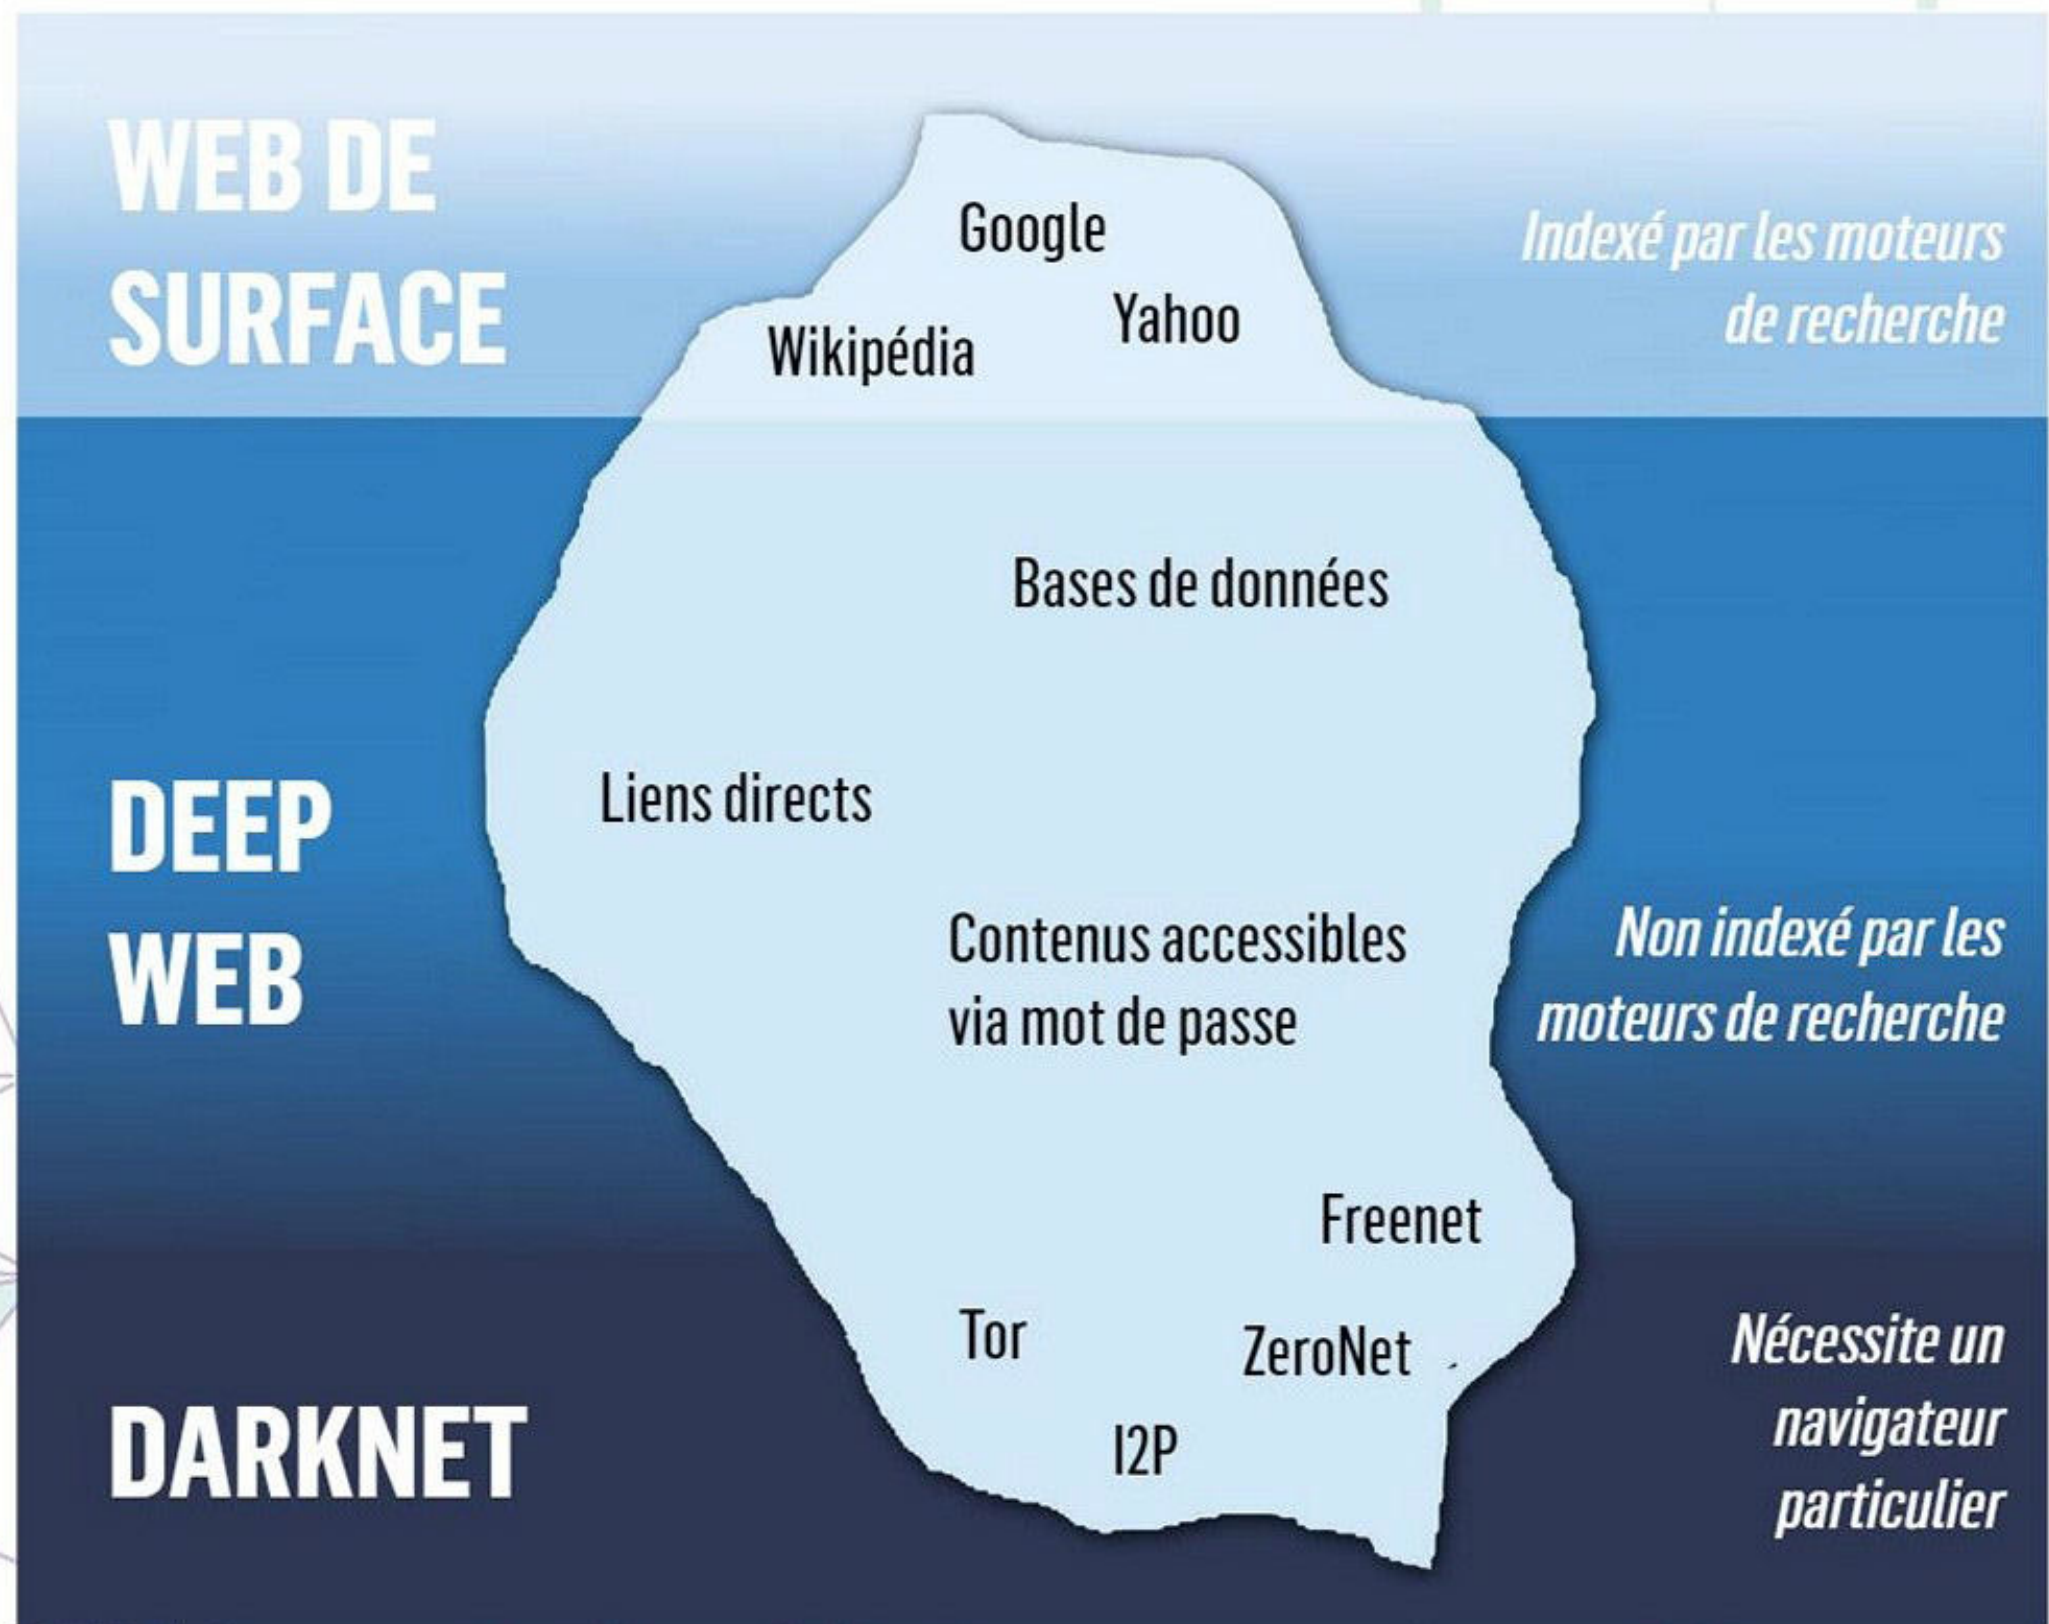 WEB DE
SURFACE
Google
Yahoo
Wikipédia
Indexé par les moteurs
de recherche
DEEP
WEB
Bases de données
Liens directs
Contenus accessibles
via mot de passe
Non indexé par les
moteurs de recherche
DARKNET
Freenet
Tor
ZeroNet
I2P
Nécessite un
navigateur
particulier